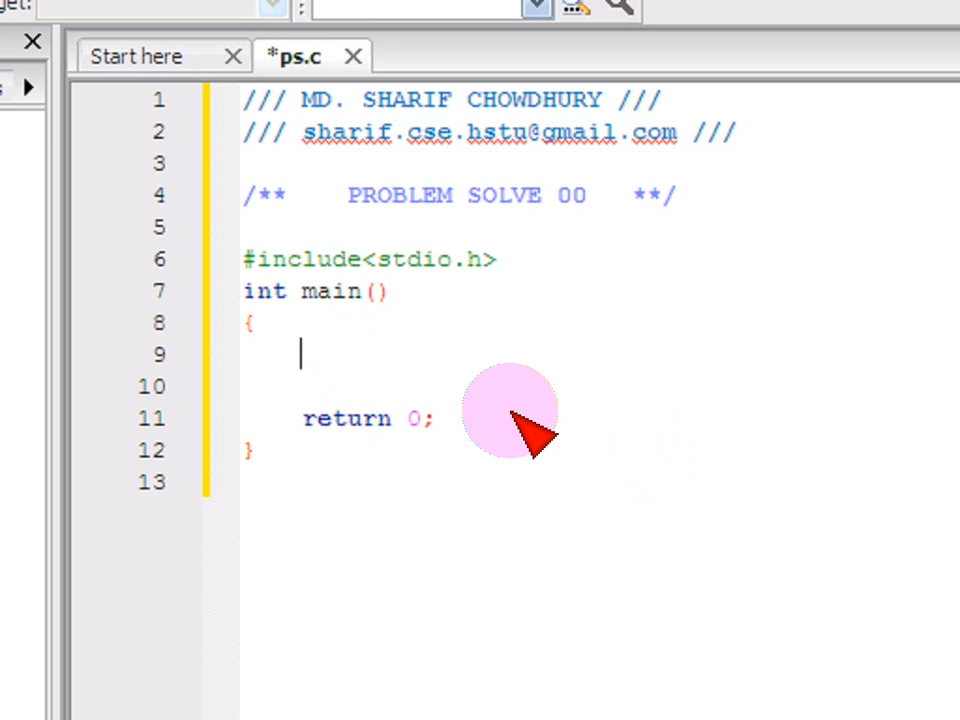 get:
Start here
*ps.c
1 /// MD. SHARIF CHOWDHURY ///
2 /// sharif.cse.hstu@gmail.com ///
3
4 /** PROBLEM SOLVE 00 **/
5
6 #include<stdio.h>
7 int main()
8 {
9
10
11 return 0;
12 }
13